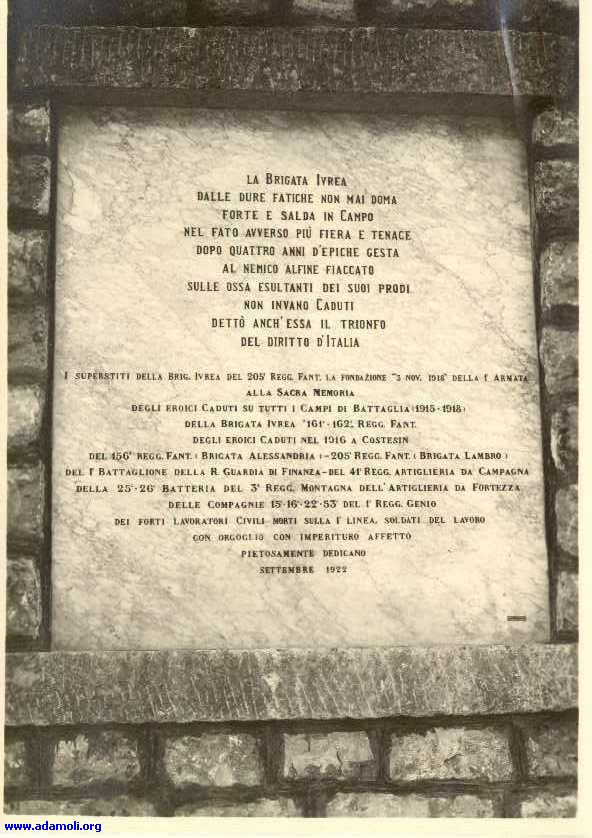 LA BRIGATA IVREA
DALLE DURE FATICHE NON MAI DOMA
FORTE E SALDA IN CAMPO
NEL FATO AVVERSO PIÙ FIERA E TENACE
DOPO QUATTRO ANNI D'EPICHE GESTA
AL NEMICO ALFINE FIACCATO
SULLE OSSA ESULTANTI DEI SUOI PRODI
NON INVANO CADUTI
DETTÒ ANCH'ESSA IL TRIONFO
DEL DIRITTO D'ITALIA
I SUPERSTITI DELLA BRIG. IVREA DEL 205° REGG. FANT. LA FONDAZIONE "3 NOV. 1918" DELLA 1ª ARMATA
ALLA SACRA MEMORIA
DEGLI EROICI CADUTI SU TUTTI I CAMPI DI BATTAGLIA (1915-1918)
DELLA BRIGATA IVREA "161°-162° REGG. FANT.
DEGLI EROICI CADUTI NEL 1916 A COSTESIN
DEL 156° REGG. FANT. (BRIGATA ALESSANDRIA) - 205° REGG. FANT. (BRIGATA LAMBRO)
DEL 1° BATTAGLIONE DELLA R. GUARDIA DI FINANZA - DEL 41° REGG. ARTIGLIERIA DA CAMPAGNA
DELLA 25ª-26ª BATTERIA DEL 3° REGG. MONTAGNA DELL'ARTIGLIERIA DA FORTEZZA
DELLE COMPAGNIE 15ª-16ª-22ª-53ª DEL 1° REGG. GENIO
DEI FORTI LAVORATORI CIVILI MORTI SULLA 1ª LINEA, SOLDATI DEL LAVORO
CON ORGOGLIO CON IMPERITURO AFFETTO
PIETOSAMENTE DEDICANO
SETTEMBRE 1922
www.adamoli.org